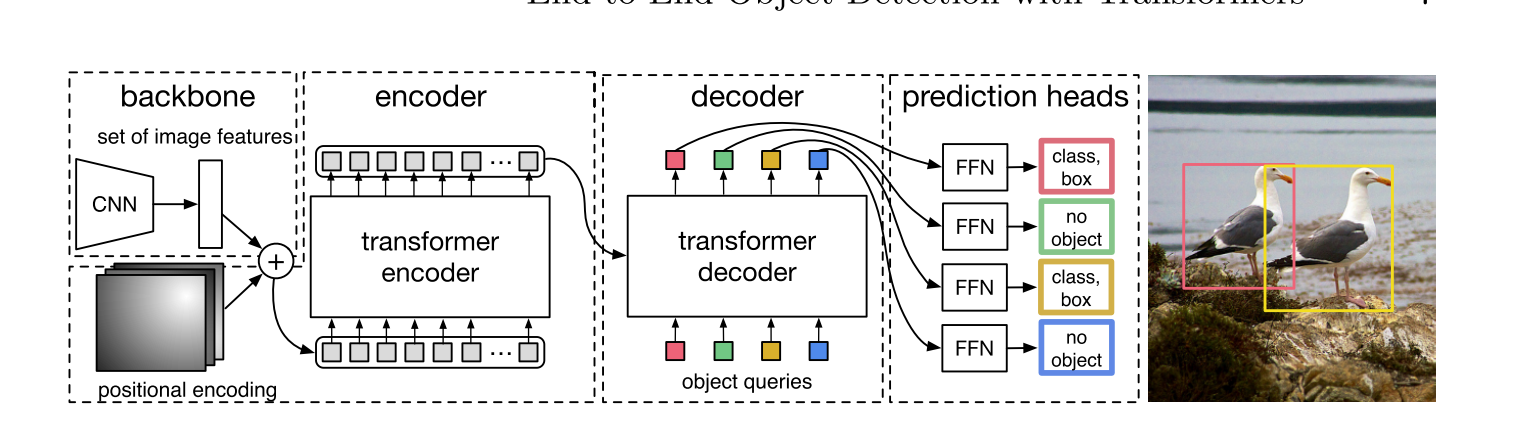 End-to-End Object Detection with Transformers
backbone
set of image features
CNN
+
positional encoding
encoder
...
transformer
encoder
...
decoder
transformer
decoder
object queries
prediction heads
FFN
class,
box
FFN
no
object
FFN
class,
box
FFN
no
object